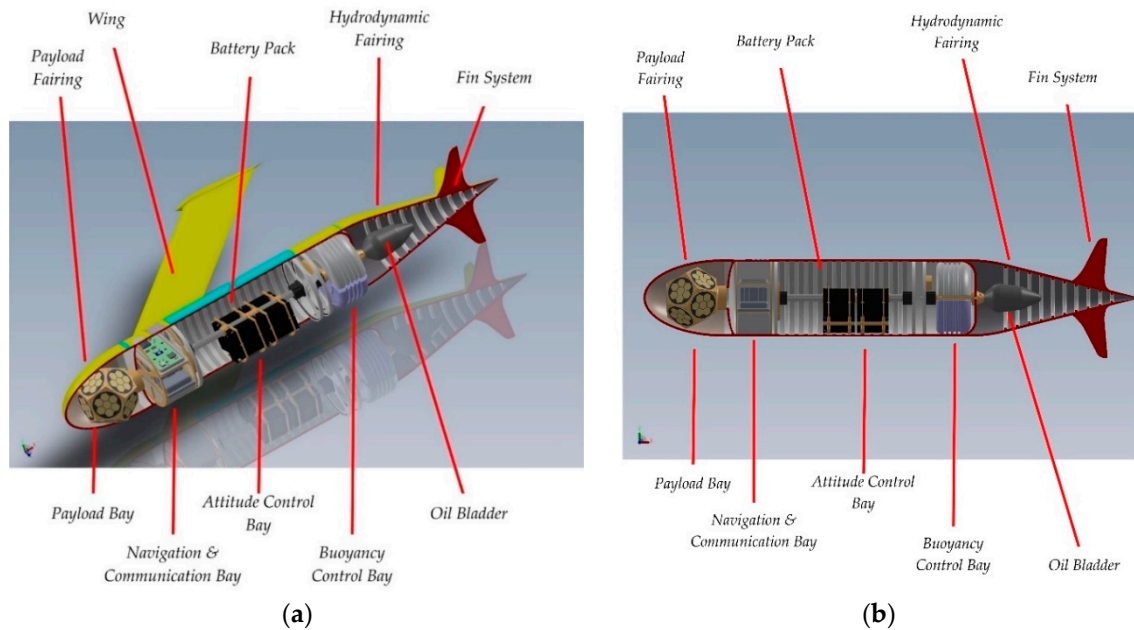 Wing
Payload
Fairing
Battery Pack
Hydrodynamic
Fairing
Fin System
Payload Bay
Navigation &
Communication Bay
Attitude Control
Bay
Buoyancy
Control Bay
Oil Bladder
(a)
Payload
Fairing
Battery Pack
Hydrodynamic
Fairing
Fin System
Payload Bay
Navigation &
Communication Bay
Attitude Control
Bay
Buoyancy
Control Bay
Oil Bladder
(b)